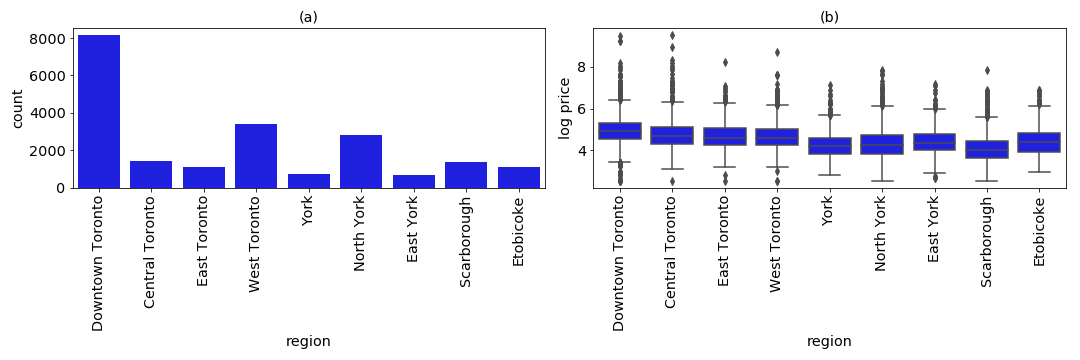 (a)
8000
6000
4000
2000
0
count
Downtown Toronto
Central Toronto
East Toronto
West Toronto
York
North York
East York
Scarborough
Etobicoke
region
(b)
8
6
4
log price
Downtown Toronto
Central Toronto
East Toronto
West Toronto
York
North York
East York
Scarborough
Etobicoke
region